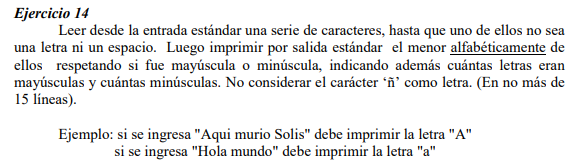 Ejercicio 14
Leer desde la entrada estándar una serie de caracteres, hasta que uno de ellos no sea
una letra ni un espacio. Luego imprimir por salida estándar el menor alfabéticamente de
ellos respetando si fue mayúscula o minúscula, indicando además cuántas letras eran
mayúsculas y cuántas minúsculas. No considerar el carácter ‘ñ’ como letra. (En no más de
15 líneas).
Ejemplo: si se ingresa "Aqui murio Solis" debe imprimir la letra "A"
si se ingresa "Hola mundo" debe imprimir la letra "a"